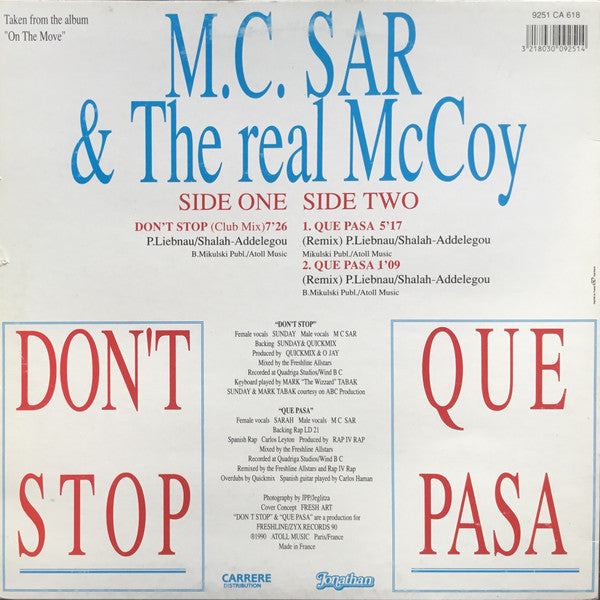 Taken from the album
"On The Move"
9251 CA 618
3 218030 092514
M.C. SAR
& The real McCoy
SIDE ONE
DON'T STOP (Club Mix)7'26
P.Liebnau/Shalah-Addelegou
B.Mikulski Publ./Atoll Music
SIDE TWO
1. QUE PASA 5'17
(Remix) P.Liebnau/Shalah-Addelegou
Mikulski Publ./Atoll Music
2. QUE PASA 1'09
(Remix) P.Liebnau/Shalah-Addelegou
B.Mikulski Publ./Atoll Music
DON'T
STOP
"DON'T STOP"
Female vocals SUNDAY Male vocals M C SAR
Backing SUNDAY& QUICKMIX
Produced by QUICKMIX & O JAY
Mixed by the Freshline Allstars
Recorded at Quadriga Studios/Wind B C
Keyboard played by MARK "The Wizzard" TABAK
SUNDAY & MARK TABAK courtesy on ABC Production
"QUE PASA"
Female vocals SARAH Male vocals M C SAR
Backing Rap LD 21
Spanish Rap Carlos Leyton Produced by RAP IV RAP
Mixed by the Freshline Allstars
Recorded at Quadriga Studios/Wind B C
Remixed by the Freshline Allstars and Rap IV Rap
Overdubs by Quickmix Spanish guitar played by Carlos Haman
Photography by JPP/Jeglitza
Cover Concept FRESH ART
"DON T STOP" & "QUE PASA" are a production for
FRESHLINE/ZYX RECORDS 90
®1990 ATOLL MUSIC Paris/France
Made in France
QUE
PASA
CARRERE
DISTRIBUTION
Jonathan